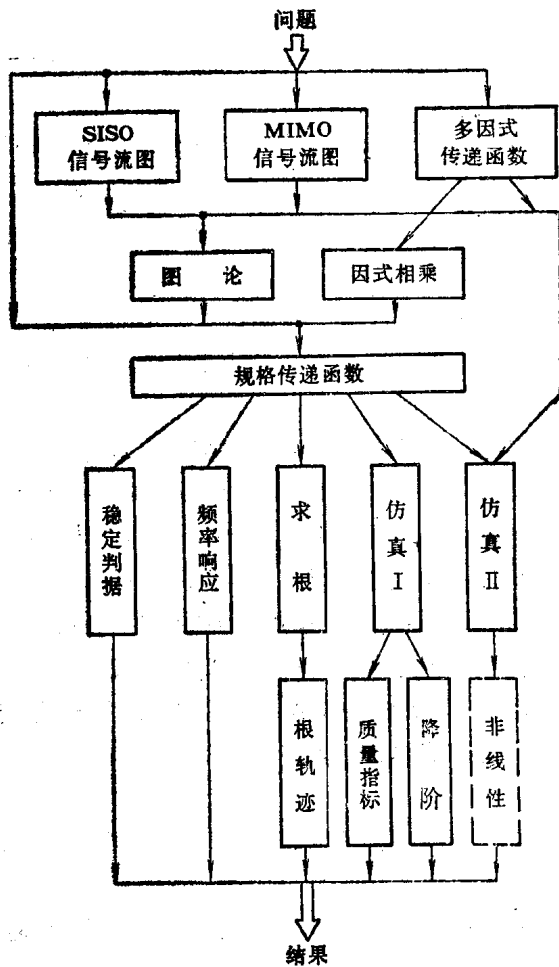 问题
SISO
信号流图
MIMO
信号流图
多因式
传递函数
图 论
因式相乘
规格传递函数
稳定判据
频率响应
求根
仿真Ⅰ
仿真Ⅱ
根轨迹
质量指标
降阶
非线性
结果